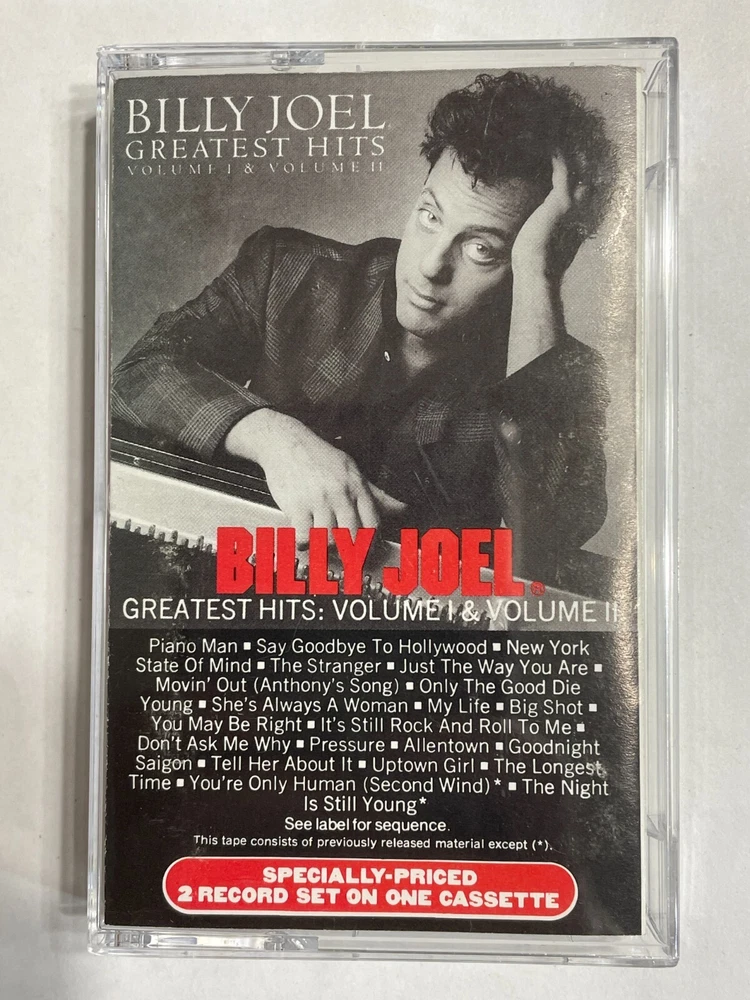 BILLY JOEL
GREATEST HITS
VOLUME I & VOLUME II
BILLY JOEL®
GREATEST HITS: VOLUME I & VOLUME II
Piano Man ▪ Say Goodbye To Hollywood ▪ New York
State Of Mind ▪ The Stranger ▪ Just The Way You Are ▪
Movin' Out (Anthony's Song) ▪ Only The Good Die
Young ▪ She's Always A Woman ▪ My Life ▪ Big Shot ▪
You May Be Right ▪ It's Still Rock And Roll To Me ▪
Don't Ask Me Why ▪ Pressure ▪ Allentown ▪ Goodnight
Saigon ▪ Tell Her About It ▪ Uptown Girl ▪ The Longest
Time ▪ You're Only Human (Second Wind)* ▪ The Night
Is Still Young*
See label for sequence.
This tape consists of previously released material except (*).
SPECIALLY-PRICED
2 RECORD SET ON ONE CASSETTE